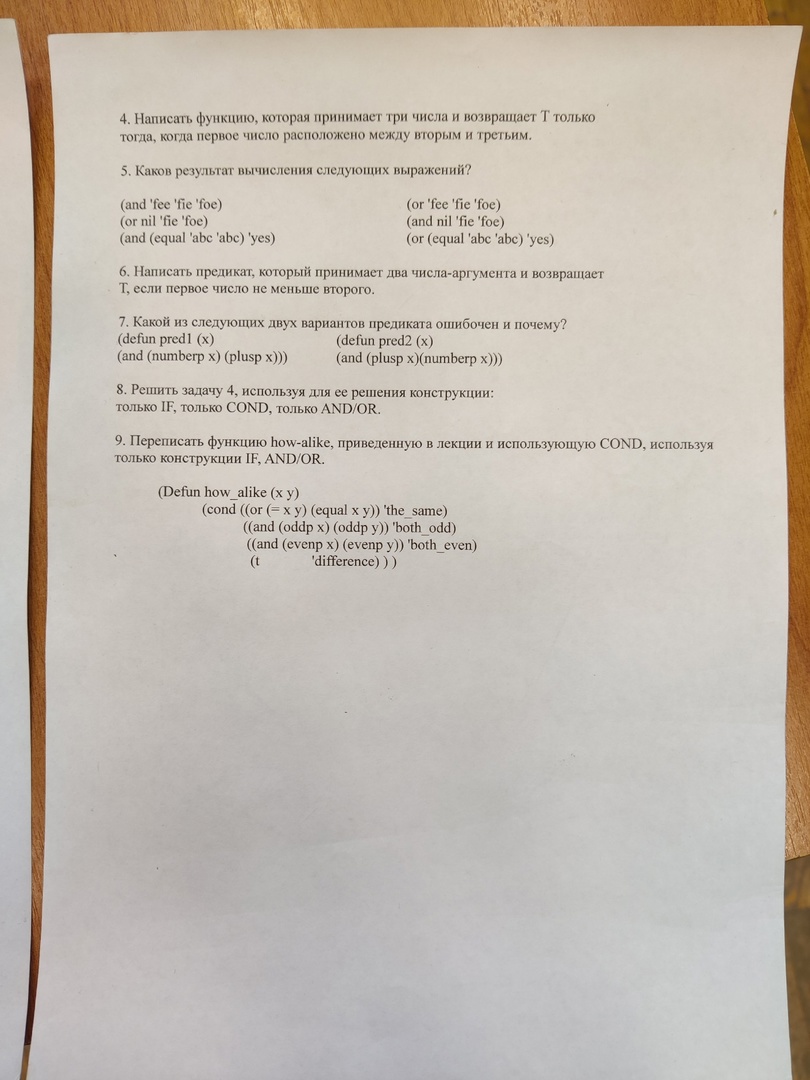 4. Написать функцию, которая принимает три числа и возвращает Т только
тогда, когда первое число расположено между вторым и третьим.
5. Каков результат вычисления следующих выражений?
(and 'fee 'fie 'foe) (or 'fee 'fie 'foe)
(or nil 'fie 'foe) (and nil 'fie 'foe)
(and (equal 'abc 'abc) 'yes) (or (equal 'abc 'abc) 'yes)
6. Написать предикат, который принимает два числа-аргумента и возвращает
Т, если первое число не меньше второго.
7. Какой из следующих двух вариантов предиката ошибочен и почему?
(defun pred1 (x) (defun pred2 (x)
(and (numberp x) (plusp x))) (and (plusp x)(numberp x)))
8. Решить задачу 4, используя для ее решения конструкции:
только IF, только COND, только AND/OR.
9. Переписать функцию how-alike, приведенную в лекции и использующую COND, используя
только конструкции IF, AND/OR.
(Defun how_alike (x y)
(cond ((or (= x y) (equal x y)) 'the_same)
((and (oddp x) (oddp y)) 'both_odd)
((and (evenp x) (evenp y)) 'both_even)
(t 'difference) ) )